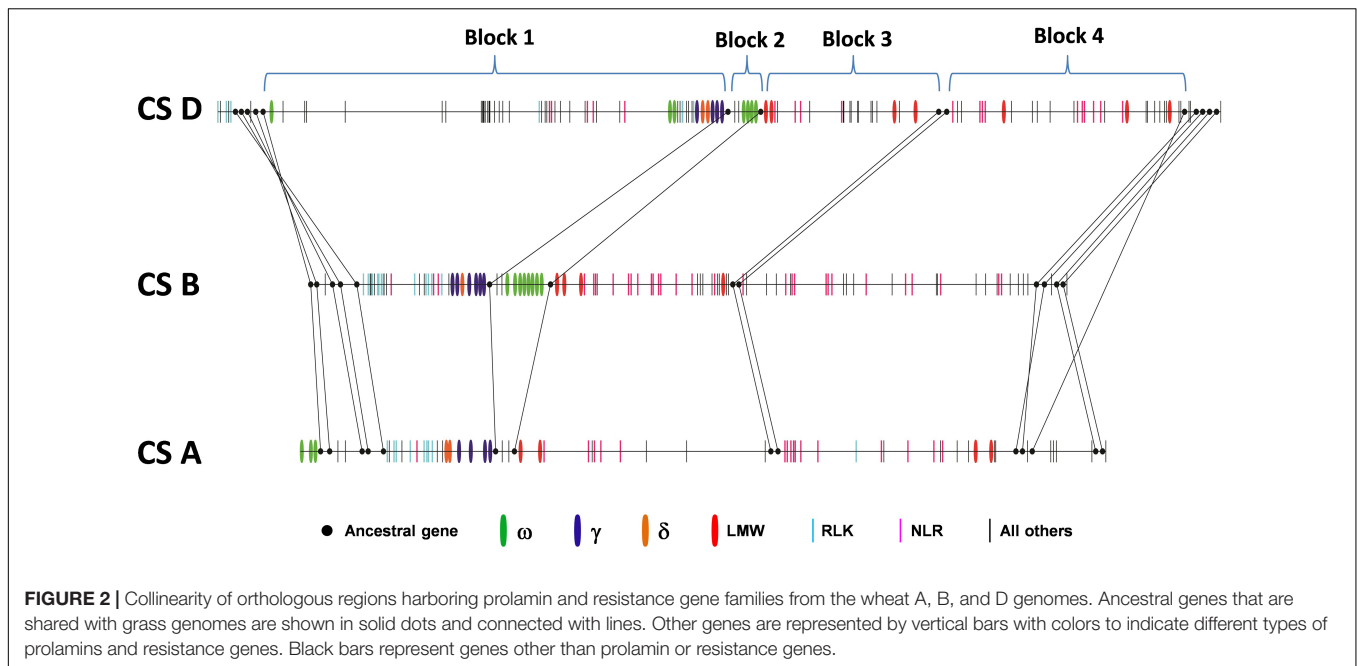 Block 1
Block 2
Block 3
Block 4
CS D
CS B
CS A
Ancestral gene
ω
γ
δ
LMW
RLK
NLR
All others
FIGURE 2 | Collinearity of orthologous regions harboring prolamin and resistance gene families from the wheat A, B, and D genomes. Ancestral genes that are
shared with grass genomes are shown in solid dots and connected with lines. Other genes are represented by vertical bars with colors to indicate different types of
prolamins and resistance genes. Black bars represent genes other than prolamin or resistance genes.